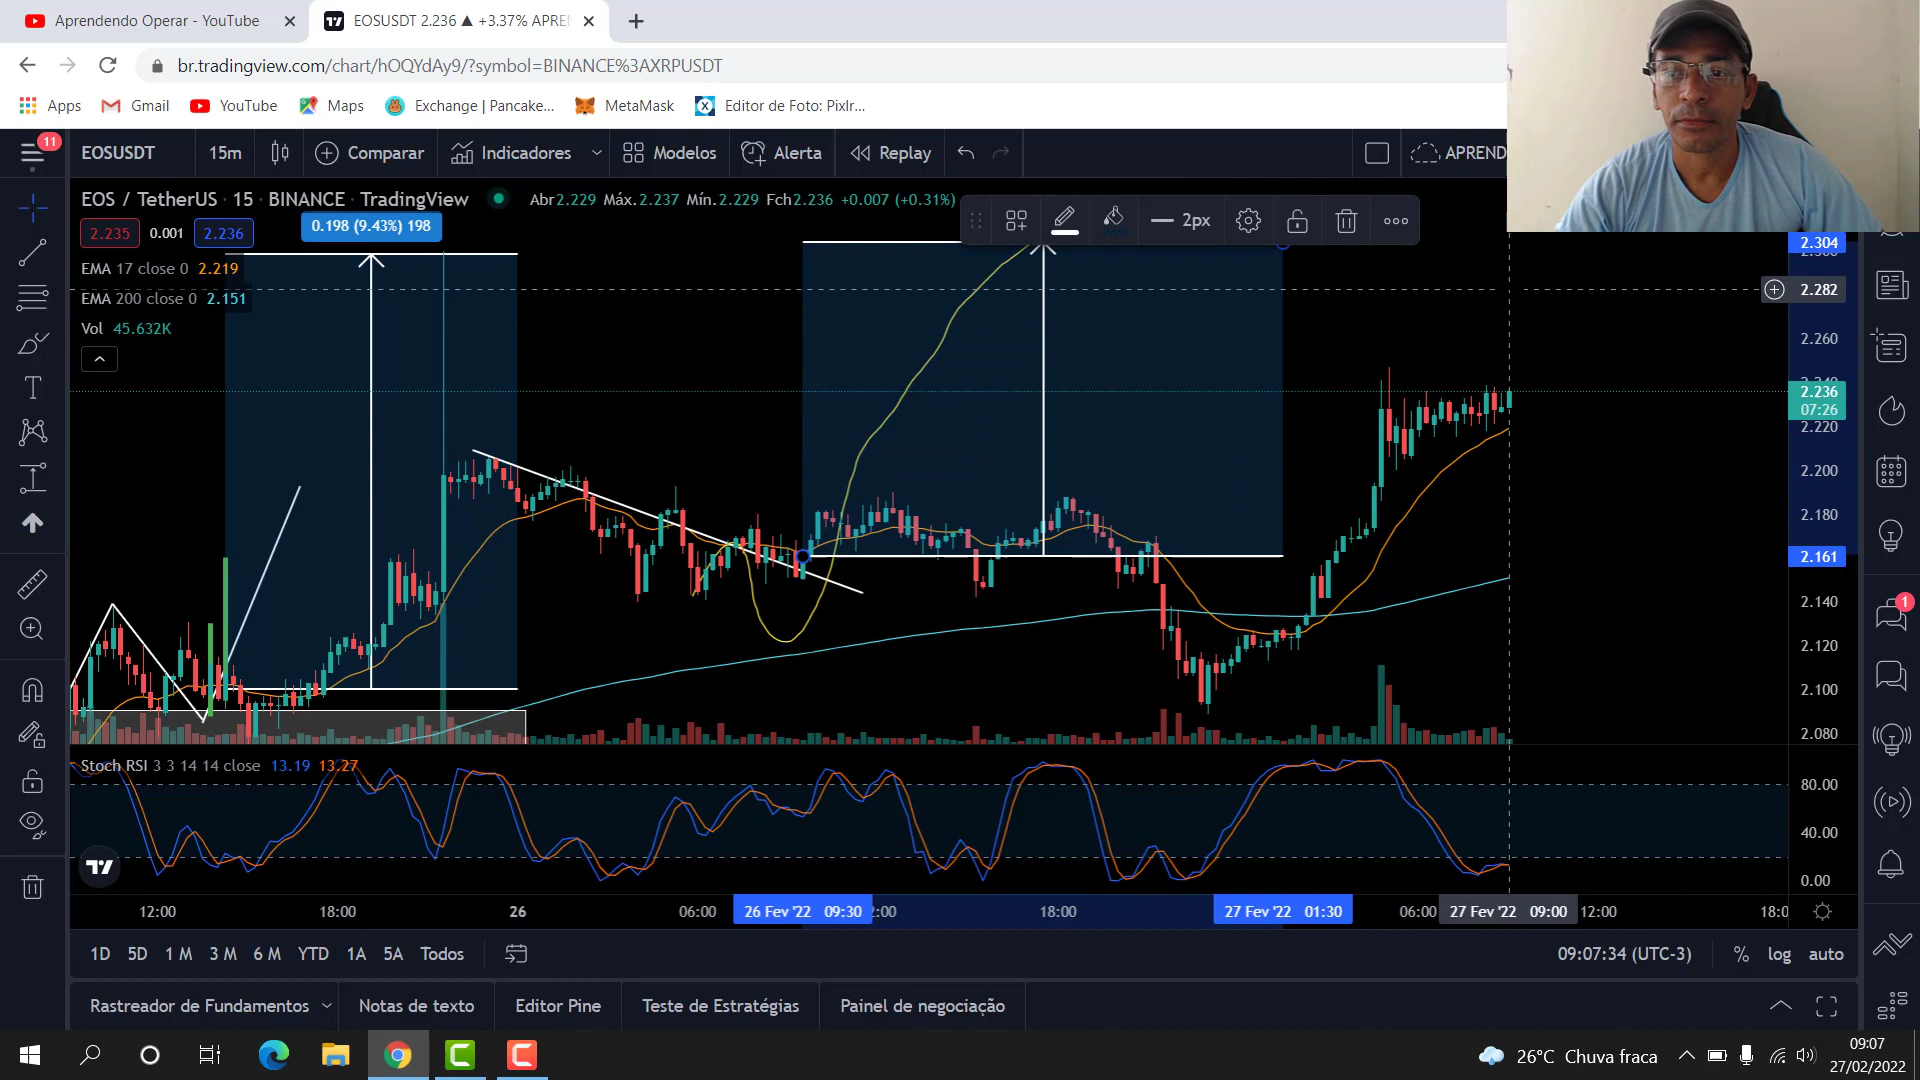 Aprendendo Operar - YouTube
EOSUSDT 2.236 ▲ +3.37% APREN
br.tradingview.com/chart/hOQYdAy9/?symbol=BINANCE%3AXRPUSDT
Apps Gmail YouTube Maps Exchange | Pancake... MetaMask Editor de Foto: Pixlr...
11
EOSUSDT 15m Comparar Indicadores Modelos Alerta Replay APREND
EOS / TetherUS · 15 · BINANCE · TradingView Abr2.229 Máx.2.237 Mín.2.229 Fch2.236 +0.007 (+0.31%)
2px
2.235 0.001 2.236
0.198 (9.43%) 198
EMA 17 close 0 2.219
EMA 200 close 0 2.151
Vol 45.632K
2.304
2.282
2.260
2.236
07:26
2.220
2.200
2.180
2.161
2.140
2.120
2.100
2.080
1
Stoch RSI 3 3 14 14 close 13.19 13.27
80.00
40.00
0.00
12:00 18:00 26 06:00 26 Fev '22 09:30 2:00 18:00 27 Fev '22 01:30 06:00 27 Fev '22 09:00 12:00 18:0
1D 5D 1 M 3 M 6 M YTD 1A 5A Todos 09:07:34 (UTC-3) % log auto
Rastreador de Fundamentos Notas de texto Editor Pine Teste de Estratégias Painel de negociação
26°C Chuva fraca
09:07
27/02/2022